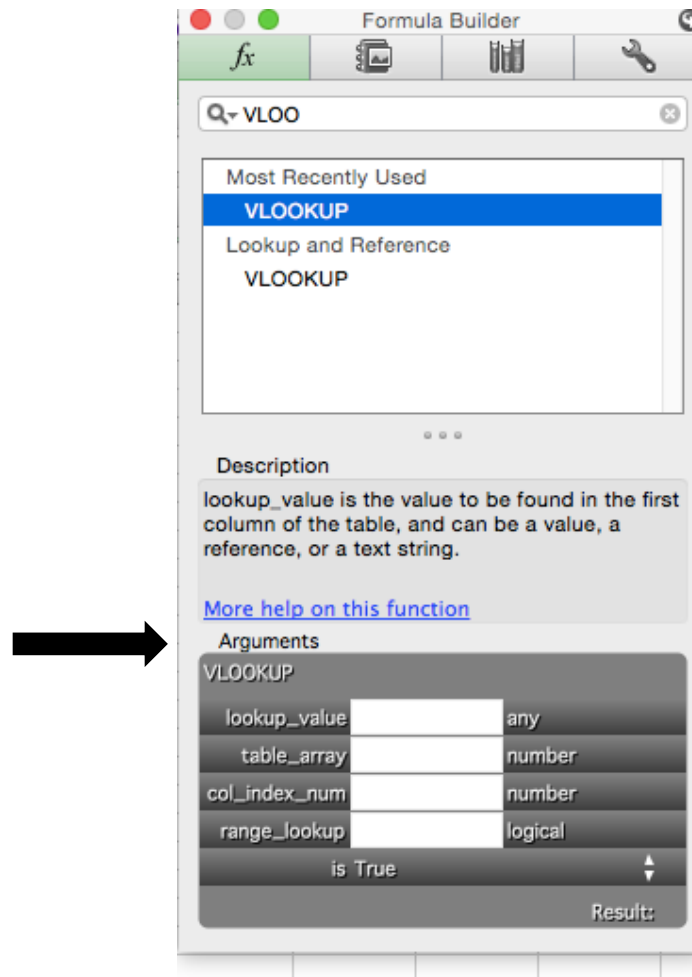 Formula Builder
fx
VLOO
Most Recently Used
VLOOKUP
Lookup and Reference
VLOOKUP
Description
lookup_value is the value to be found in the first
column of the table, and can be a value, a
reference, or a text string.
More help on this function
Arguments
VLOOKUP
lookup_value any
table_array number
col_index_num number
range_lookup logical
is True
Result: